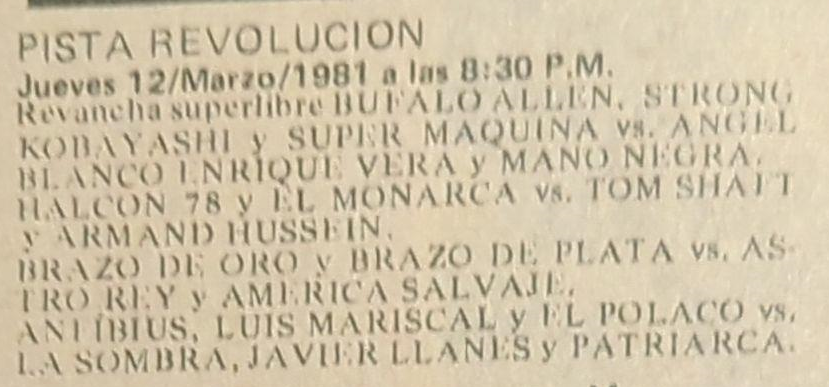 PISTA REVOLUCION
Jueves 12/Marzo/1981 a las 8:30 P.M.
Revancha superlibre BUFALO ALLEN, STRONG
KOBAYASHI y SUPER MAQUINA vs. ANGEL
BLANCO ENRIQUE VERA y MANO NEGRA.
HALCON 78 y EL MONARCA vs. TOM SHAFT
y ARMAND HUSSEIN.
BRAZO DE ORO y BRAZO DE PLATA vs. AS-
TRO REY y AMERICA SALVAJE.
ANFIBIUS, LUIS MARISCAL y EL POLACO vs.
LA SOMBRA, JAVIER LLANES y PATRIARCA.